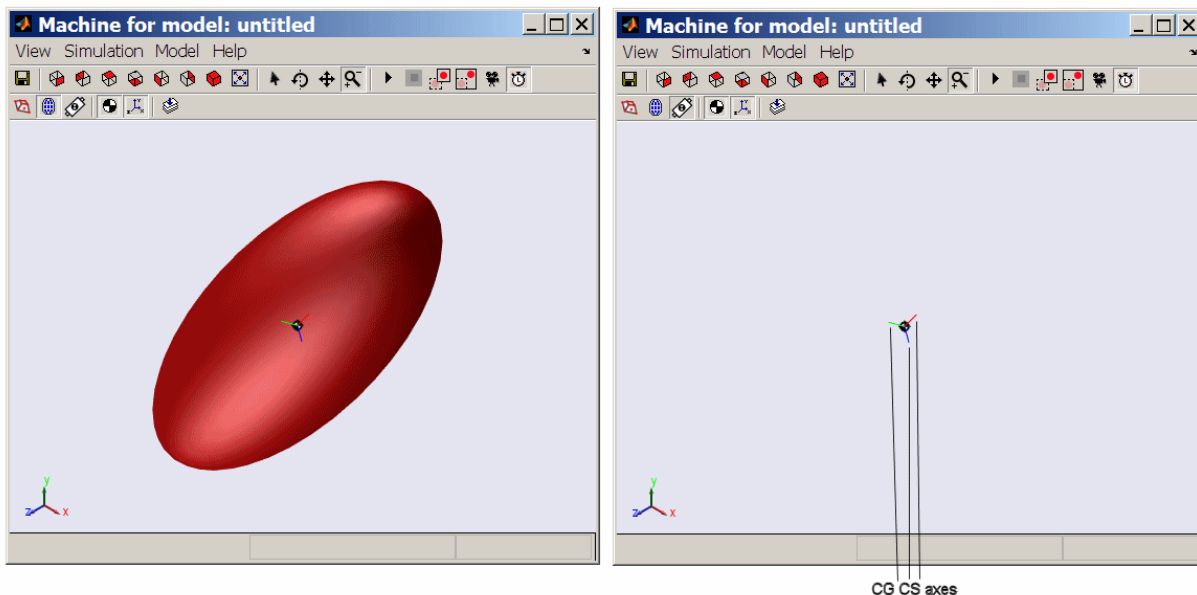 Machine for model: untitled
View Simulation Model Help
y
z
x
Machine for model: untitled
View Simulation Model Help
y
z
x
CG CS axes